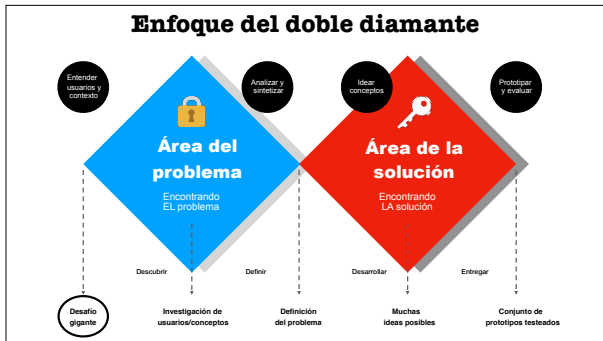 Enfoque del doble diamante
Entender
usuarios y
contexto
Analizar y
sintetizar
Idear
conceptos
Prototipar
y evaluar
Área del
problema
Encontrando
EL problema
Área de la
solución
Encontrando
LA solución
Descubrir
Definir
Desarrollar
Entregar
Desafío
gigante
Investigación de
usuarios/conceptos
Definición
del problema
Muchas
ideas posibles
Conjunto de
prototipos testeados